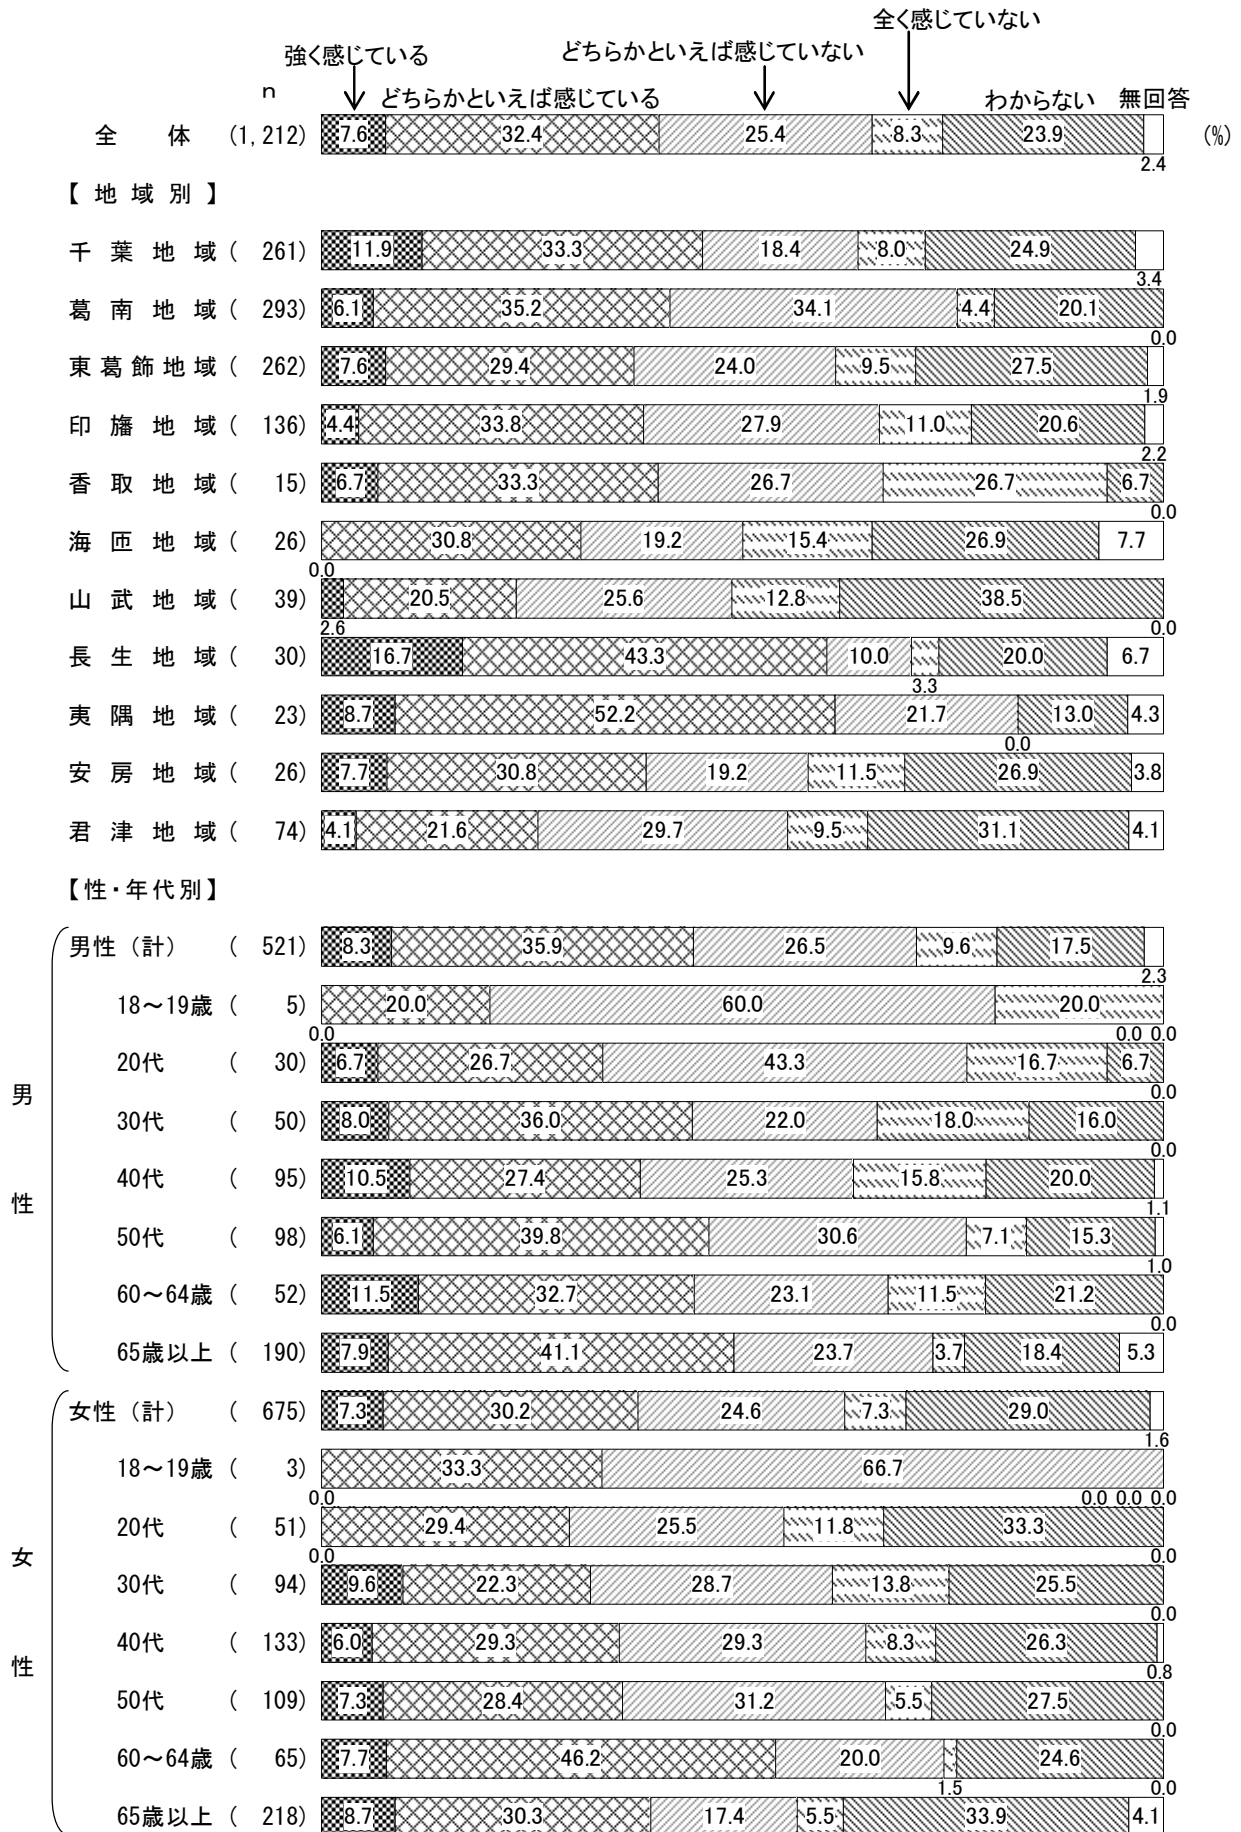 全く感じていない
強く感じている どちらかといえば感じていない
n どちらかといえば感じている わからない 無回答
全 体 (1,212) 7.6 32.4 25.4 8.3 23.9 (%)
2.4
【 地 域 別 】
千 葉 地 域 ( 261) 11.9 33.3 18.4 8.0 24.9
3.4
葛 南 地 域 ( 293) 6.1 35.2 34.1 4.4 20.1
0.0
東 葛 飾 地 域 ( 262) 7.6 29.4 24.0 9.5 27.5
1.9
印 旛 地 域 ( 136) 4.4 33.8 27.9 11.0 20.6
2.2
香 取 地 域 ( 15) 6.7 33.3 26.7 26.7 6.7
0.0
海 匝 地 域 ( 26) 30.8 19.2 15.4 26.9 7.7
0.0
山 武 地 域 ( 39) 20.5 25.6 12.8 38.5
2.6 0.0
長 生 地 域 ( 30) 16.7 43.3 10.0 20.0 6.7
3.3
夷 隅 地 域 ( 23) 8.7 52.2 21.7 13.0 4.3
0.0
安 房 地 域 ( 26) 7.7 30.8 19.2 11.5 26.9 3.8
君 津 地 域 ( 74) 4.1 21.6 29.7 9.5 31.1 4.1
【性・年代別】
男性（計） ( 521) 8.3 35.9 26.5 9.6 17.5
2.3
18～19歳 ( 5) 20.0 60.0 20.0
0.0 0.0 0.0
20代 ( 30) 6.7 26.7 43.3 16.7 6.7
0.0
30代 ( 50) 8.0 36.0 22.0 18.0 16.0
0.0
40代 ( 95) 10.5 27.4 25.3 15.8 20.0
1.1
50代 ( 98) 6.1 39.8 30.6 7.1 15.3
1.0
60～64歳 ( 52) 11.5 32.7 23.1 11.5 21.2
0.0
65歳以上 ( 190) 7.9 41.1 23.7 3.7 18.4 5.3
男
性
女性（計） ( 675) 7.3 30.2 24.6 7.3 29.0
1.6
18～19歳 ( 3) 33.3 66.7
0.0 0.0 0.0 0.0
20代 ( 51) 29.4 25.5 11.8 33.3
0.0 0.0
30代 ( 94) 9.6 22.3 28.7 13.8 25.5
0.0
40代 ( 133) 6.0 29.3 29.3 8.3 26.3
0.8
50代 ( 109) 7.3 28.4 31.2 5.5 27.5
0.0
60～64歳 ( 65) 7.7 46.2 20.0 24.6
1.5 0.0
65歳以上 ( 218) 8.7 30.3 17.4 5.5 33.9 4.1
女
性